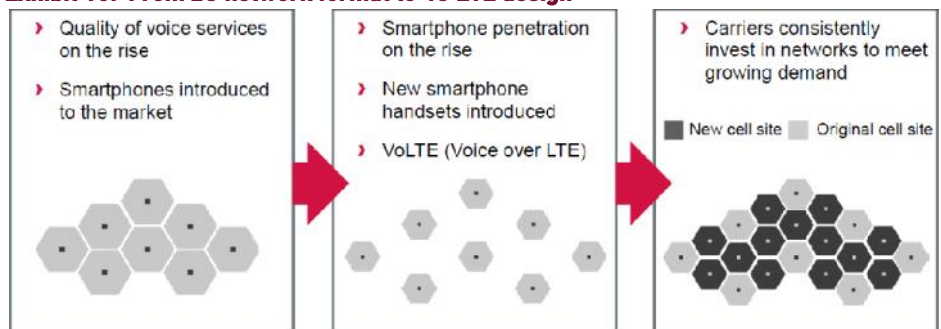 Quality of voice services
on the rise
Smartphones introduced
to the market
Smartphone penetration
on the rise
New smartphone
handsets introduced
VoLTE (Voice over LTE)
Carriers consistently
invest in networks to meet
growing demand
New cell site
Original cell site